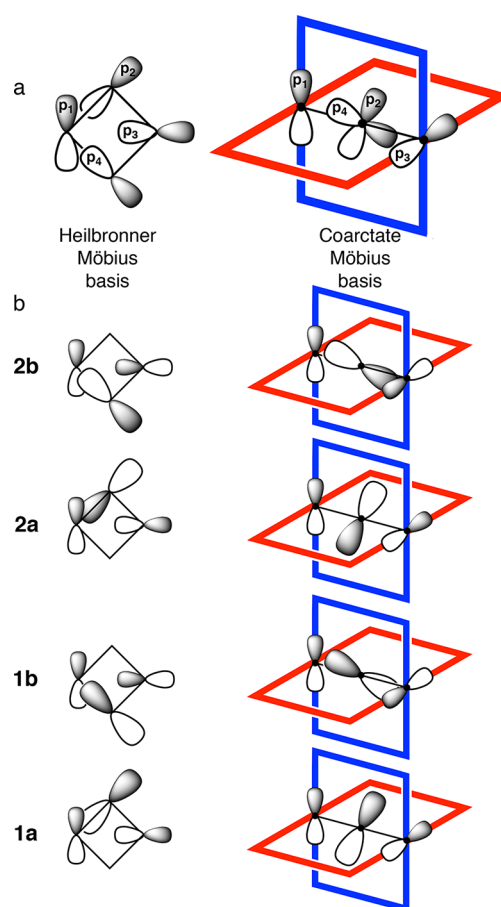 a
p1
p2
p3
p4
p1
p4
p2
p3
Heilbronner
Möbius
basis
Coarctate
Möbius
basis
b
2b
2a
1b
1a